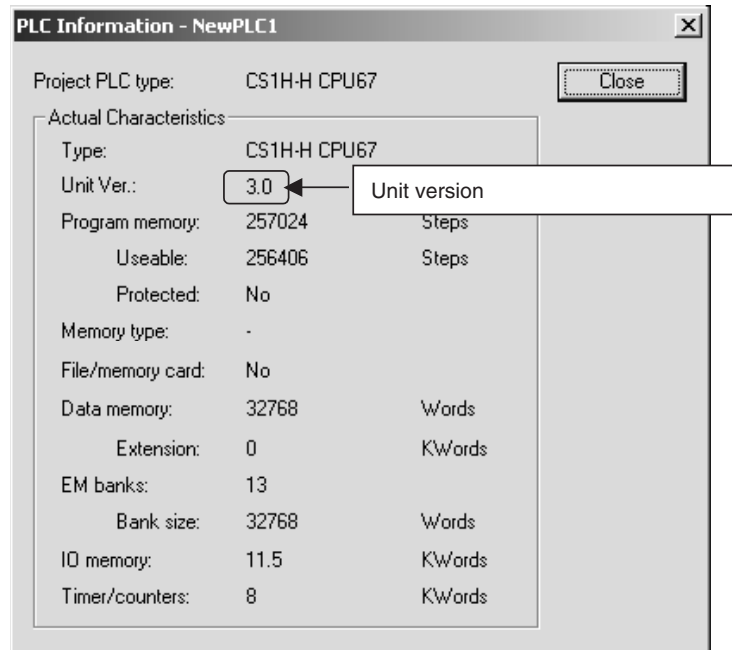 PLC Information - NewPLC1
Project PLC type: CS1H-H CPU67 Close
Actual Characteristics
Type: CS1H-H CPU67
Unit Ver.: 3.0 Unit version
Program memory: 257024 Steps
Useable: 256406 Steps
Protected: No
Memory type: -
File/memory card: No
Data memory: 32768 Words
Extension: 0 KWords
EM banks: 13
Bank size: 32768 Words
IO memory: 11.5 KWords
Timer/counters: 8 KWords